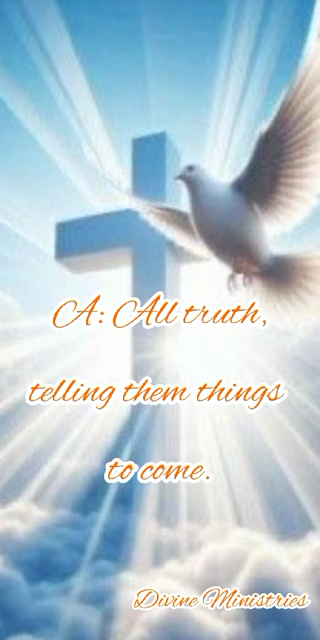 A: All truth,
telling them things
to come.
Divine Ministries